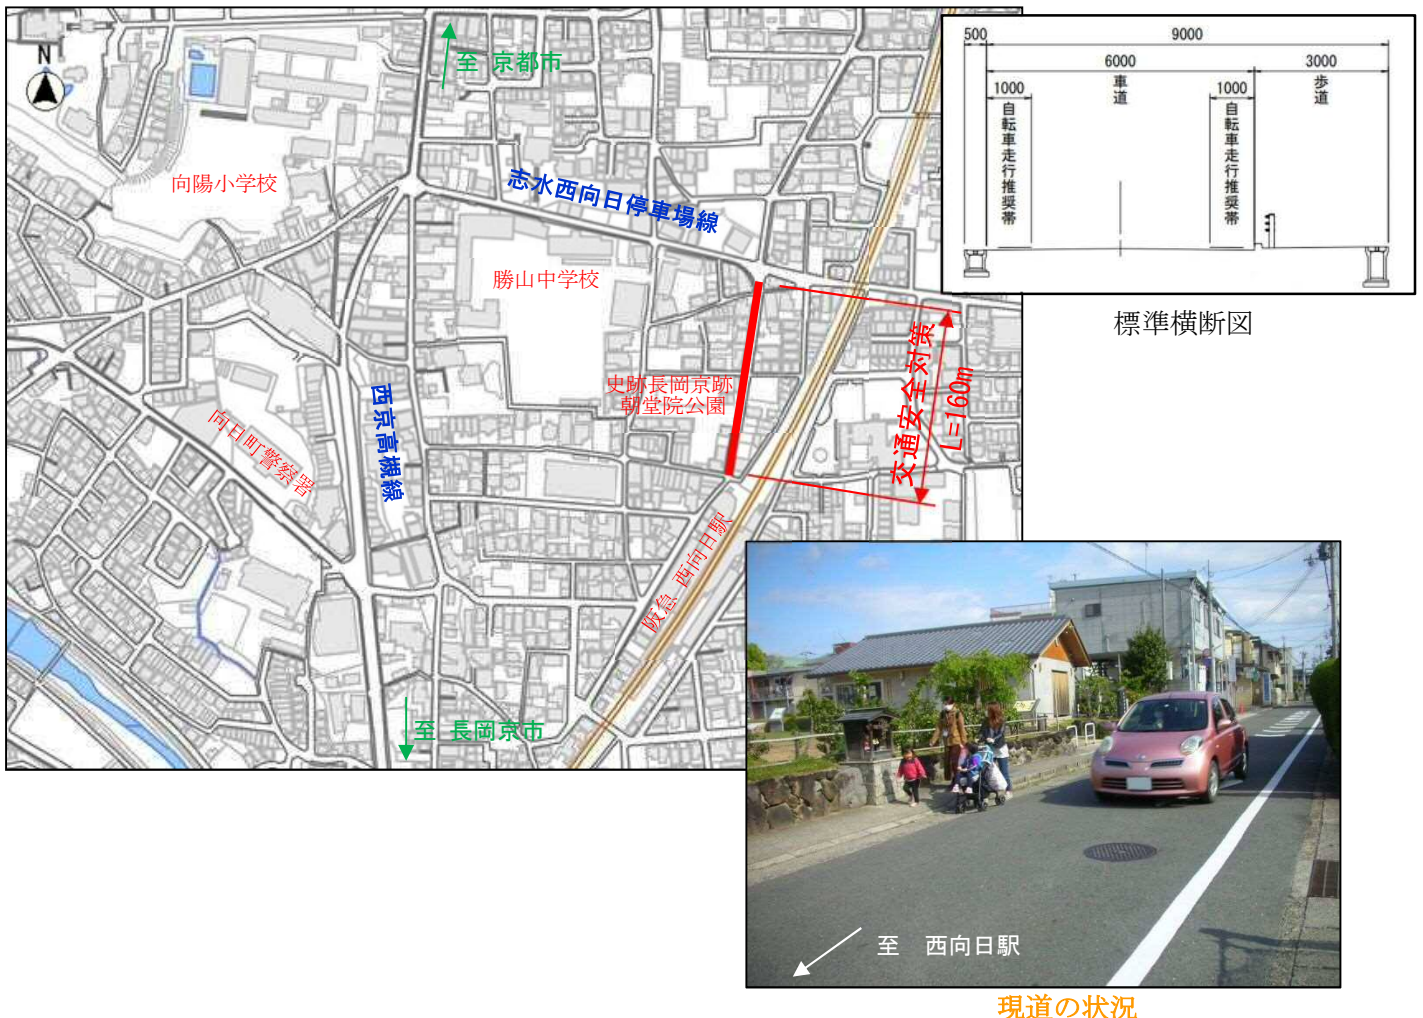 N
至 京都市
向陽小学校
志水西向日停車場線
勝山中学校
史跡長岡京跡
朝堂院公園
西京高槻線
向日町警察署
阪急 西向日駅
至 長岡京市
交通安全対策
L=160m
500
9000
6000
3000
1000
車道
1000
歩道
自転車走行推奨帯
自転車走行推奨帯
標準横断図
至 西向日駅
現道の状況